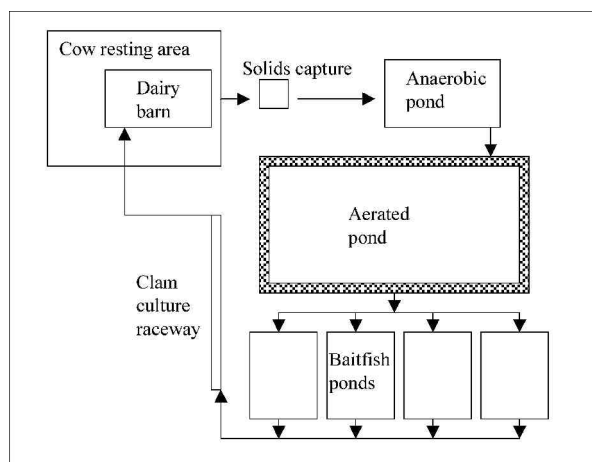 Cow resting area
Dairy
barn
Solids capture
Anaerobic
pond
Aerated
pond
Clam
culture
raceway
Baitfish
ponds